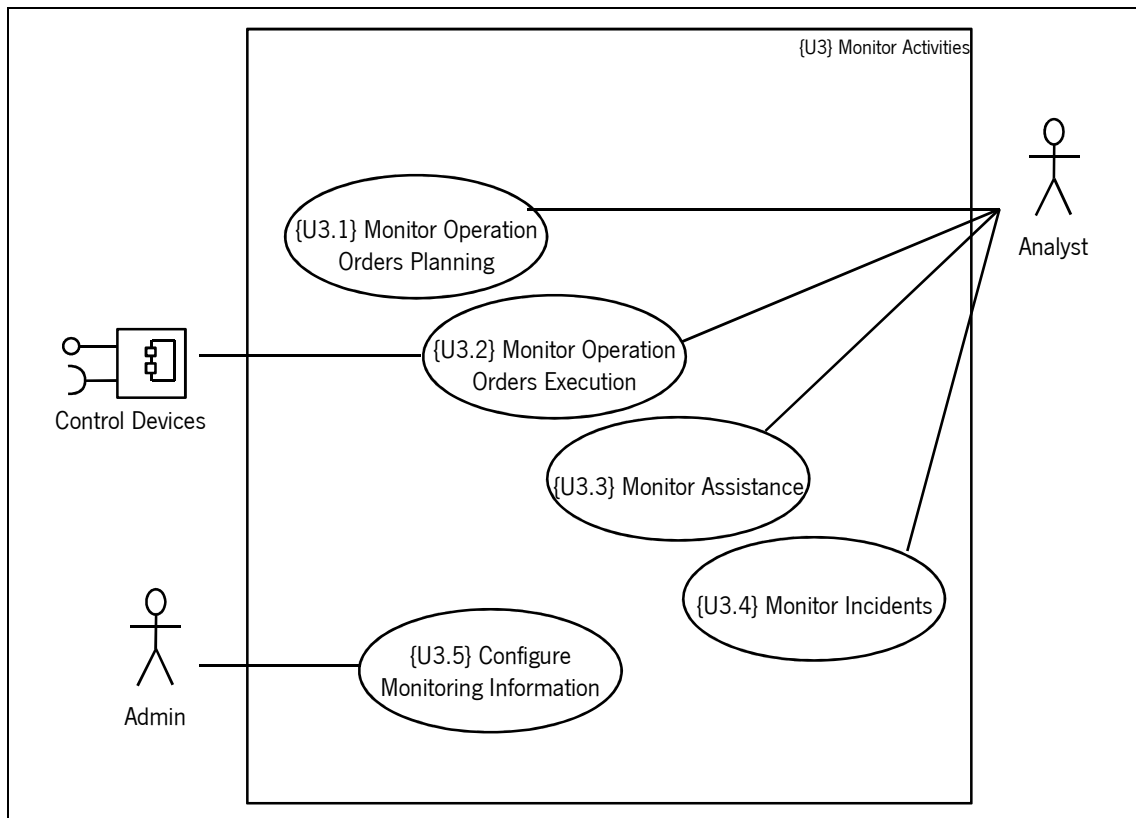 {U3} Monitor Activities
{U3.1} Monitor Operation
Orders Planning
Analyst
{U3.2} Monitor Operation
Orders Execution
Control Devices
{U3.3} Monitor Assistance
{U3.4} Monitor Incidents
{U3.5} Configure
Monitoring Information
Admin